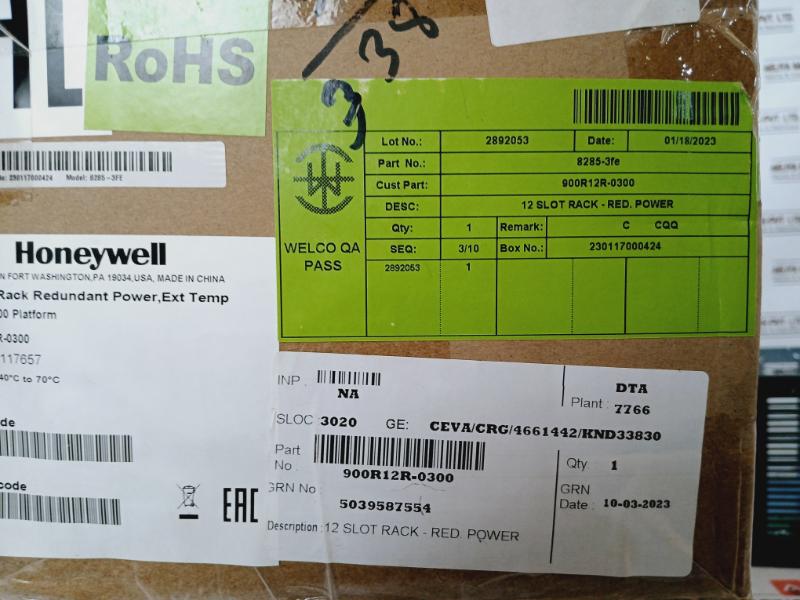 RoHS
338
Lot No.: 2892053 Date: 01/18/2023
Part No.: 8285-3fe
Cust Part: 900R12R-0300
DESC: 12 SLOT RACK - RED. POWER
Qty: 1 Remark: C CQQ
SEQ: 3/10 Box No.: 230117000424
2892053 1
WELCO QA
PASS
230117000424 Model: 8285-3FE
Honeywell
N FORT WASHINGTON,PA 19034,USA, MADE IN CHINA
Rack Redundant Power,Ext Temp
00 Platform
R-0300
117657
40°C to 70°C
de
code
EAC
INP NA
DTA
Plant: 7766
SLOC 3020 GE: CEVA/CRG/4661442/KND33830
Part No: 900R12R-0300
Qty. 1
GRN No 5039587554
GRN Date: 10-03-2023
Description : 12 SLOT RACK - RED. POWER